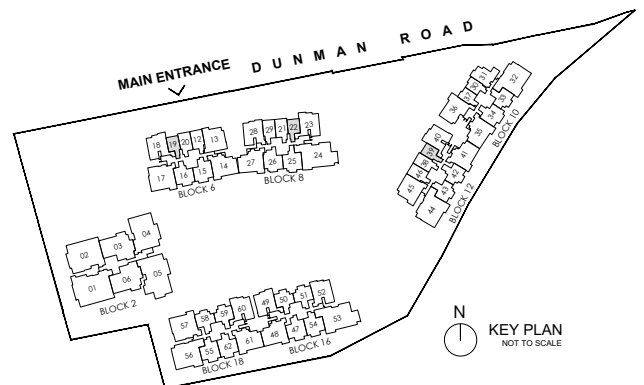 DUNMAN ROAD
MAIN ENTRANCE
18 19 20 12 13
17 16 15 14
BLOCK 6
28 29 21 22 23
27 26 25 24
BLOCK 8
36 37 30 31 32
35 34 33
BLOCK 10
40 39 38 46 45
41 42 43 44
BLOCK 12
02 03 04
01 06 05
BLOCK 2
57 58 59 60
56 55 62 61
BLOCK 18
49 50 51 52
48 47 54 53
BLOCK 16
N
KEY PLAN
NOT TO SCALE